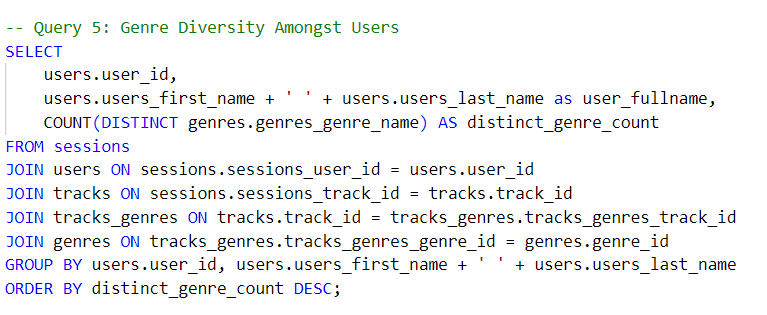 -- Query 5: Genre Diversity Amongst Users
SELECT
    users.user_id,
    users.users_first_name + ' ' + users.users_last_name as user_fullname,
    COUNT(DISTINCT genres.genres_genre_name) AS distinct_genre_count
FROM sessions
JOIN users ON sessions.sessions_user_id = users.user_id
JOIN tracks ON sessions.sessions_track_id = tracks.track_id
JOIN tracks_genres ON tracks.track_id = tracks_genres.tracks_genres_track_id
JOIN genres ON tracks_genres.tracks_genres_genre_id = genres.genre_id
GROUP BY users.user_id, users.users_first_name + ' ' + users.users_last_name
ORDER BY distinct_genre_count DESC;